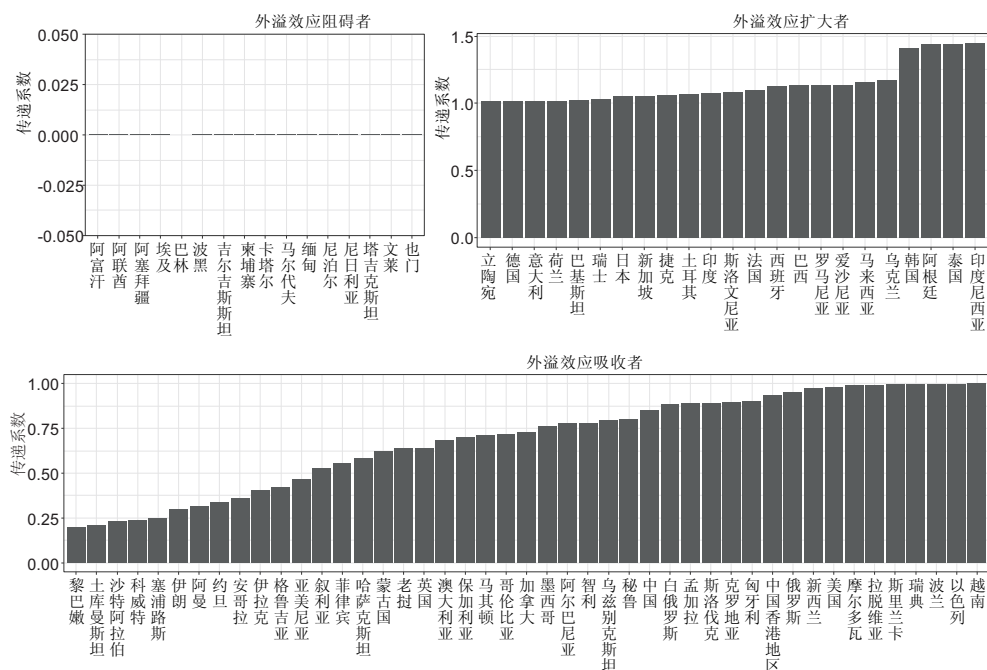 外溢效应阻碍者
传递系数
0.050
0.025
0.000
-0.025
-0.050
阿富汗
阿联酋
阿塞拜疆
埃及
巴林
波黑
吉尔吉斯斯坦
柬埔寨
卡塔尔
马尔代夫
缅甸
尼泊尔
尼日利亚
塔吉克斯坦
文莱
也门
外溢效应扩大者
传递系数
1.5
1.0
0.5
0.0
立陶宛
德国
意大利
荷兰
巴基斯坦
瑞士
日本
新加坡
捷克
土耳其
印度
斯洛文尼亚
法国
西班牙
巴西
罗马尼亚
爱沙尼亚
马来西亚
乌克兰
韩国
阿根廷
泰国
印度尼西亚
外溢效应吸收者
传递系数
1.00
0.75
0.50
0.25
0.00
黎巴嫩
土库曼斯坦
沙特阿拉伯
科威特
塞浦路斯
伊朗
阿曼
约旦
安哥拉
伊拉克
格鲁吉亚
亚美尼亚
叙利亚
菲律宾
哈萨克斯坦
蒙古国
老挝
英国
澳大利亚
保加利亚
马其顿
哥伦比亚
加拿大
墨西哥
阿尔巴尼亚
智利
乌兹别克斯坦
秘鲁
中国
白俄罗斯
孟加拉
斯洛伐克
克罗地亚
匈牙利
中国香港地区
俄罗斯
新西兰
美国
摩尔多瓦
拉脱维亚
斯里兰卡
瑞典
波兰
以色列
越南